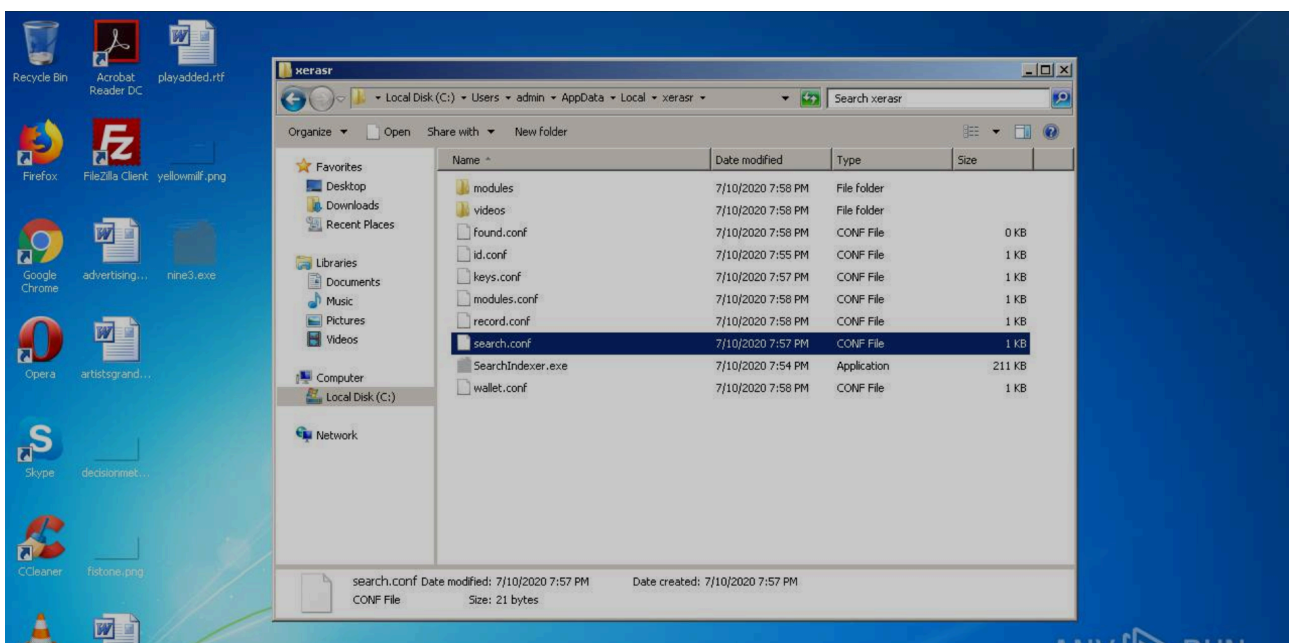 Recycle Bin
Acrobat Reader DC
playadded.rtf
Firefox
FileZilla Client
yellowmilf.png
Google Chrome
advertising...
nine3.exe
Opera
artistsgrand...
Skype
decisionmet...
CCleaner
fistone.png
xerasr
Local Disk (C:) Users admin AppData Local xerasr
Search xerasr
Organize Open Share with New folder
Favorites
Desktop
Downloads
Recent Places
Libraries
Documents
Music
Pictures
Videos
Computer
Local Disk (C:)
Network
Name Date modified Type Size
modules 7/10/2020 7:58 PM File folder
videos 7/10/2020 7:58 PM File folder
found.conf 7/10/2020 7:58 PM CONF File 0 KB
id.conf 7/10/2020 7:55 PM CONF File 1 KB
keys.conf 7/10/2020 7:57 PM CONF File 1 KB
modules.conf 7/10/2020 7:58 PM CONF File 1 KB
record.conf 7/10/2020 7:58 PM CONF File 1 KB
search.conf 7/10/2020 7:57 PM CONF File 1 KB
SearchIndexer.exe 7/10/2020 7:54 PM Application 211 KB
wallet.conf 7/10/2020 7:58 PM CONF File 1 KB
search.conf Date modified: 7/10/2020 7:57 PM Date created: 7/10/2020 7:57 PM
CONF File Size: 21 bytes
ANY RUN